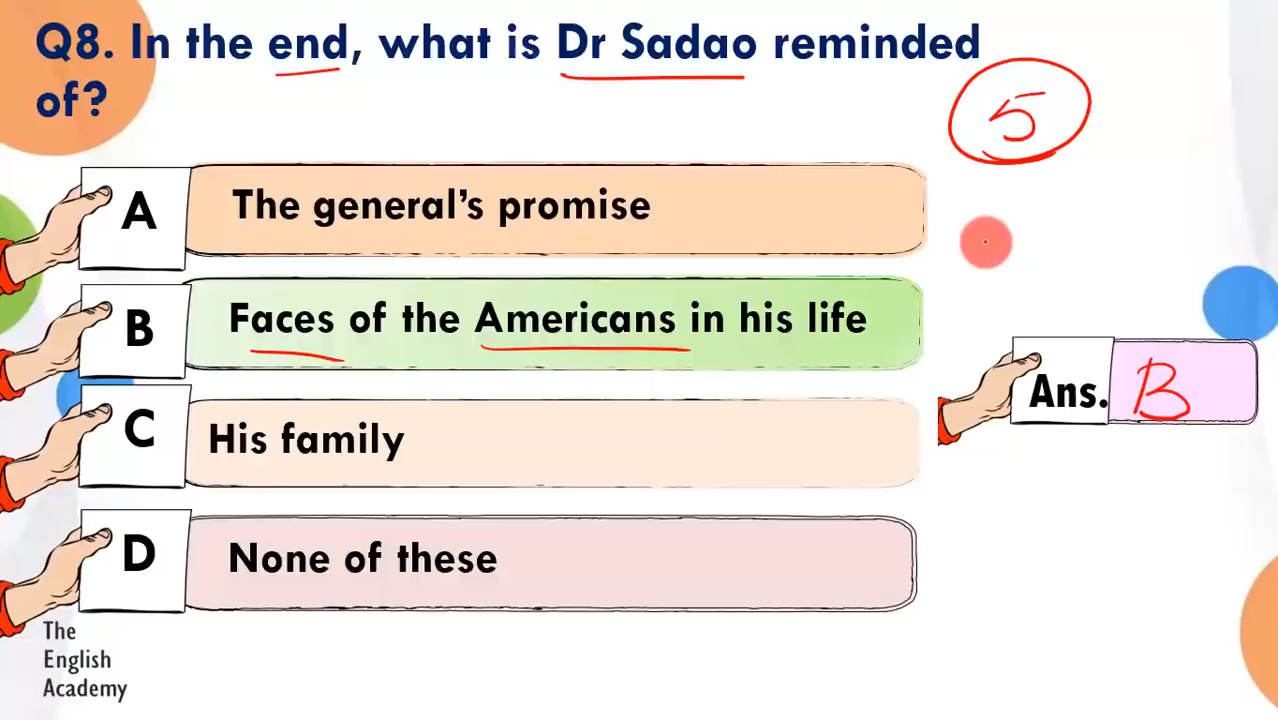 Q8. In the end, what is Dr Sadao reminded
of?
5
A
The general's promise
B
Faces of the Americans in his life
Ans.
B
C
His family
D
None of these
The
English
Academy